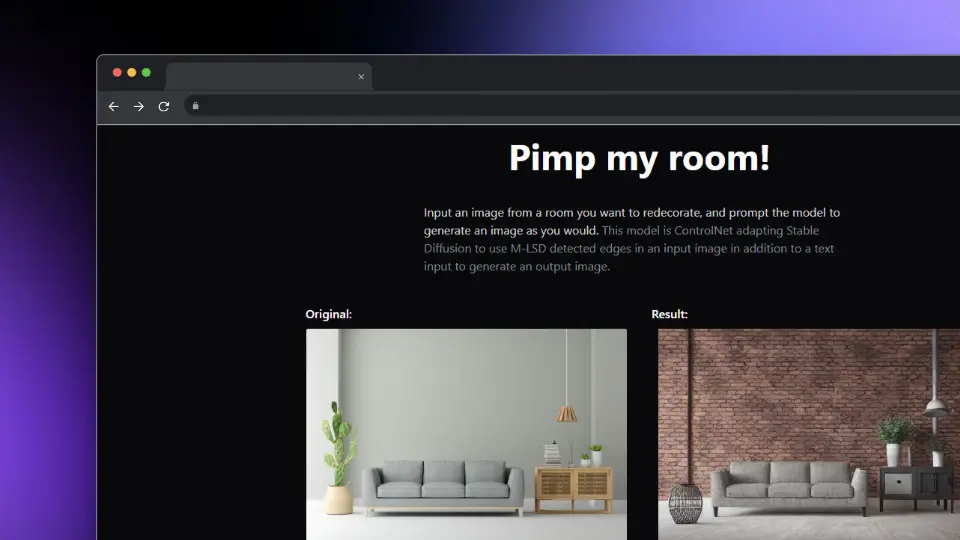 Pimp my room!
Input an image from a room you want to redecorate, and prompt the model to
generate an image as you would. This model is ControlNet adapting Stable
Diffusion to use M-LSD detected edges in an input image in addition to a text
input to generate an output image.
Original:
Result: